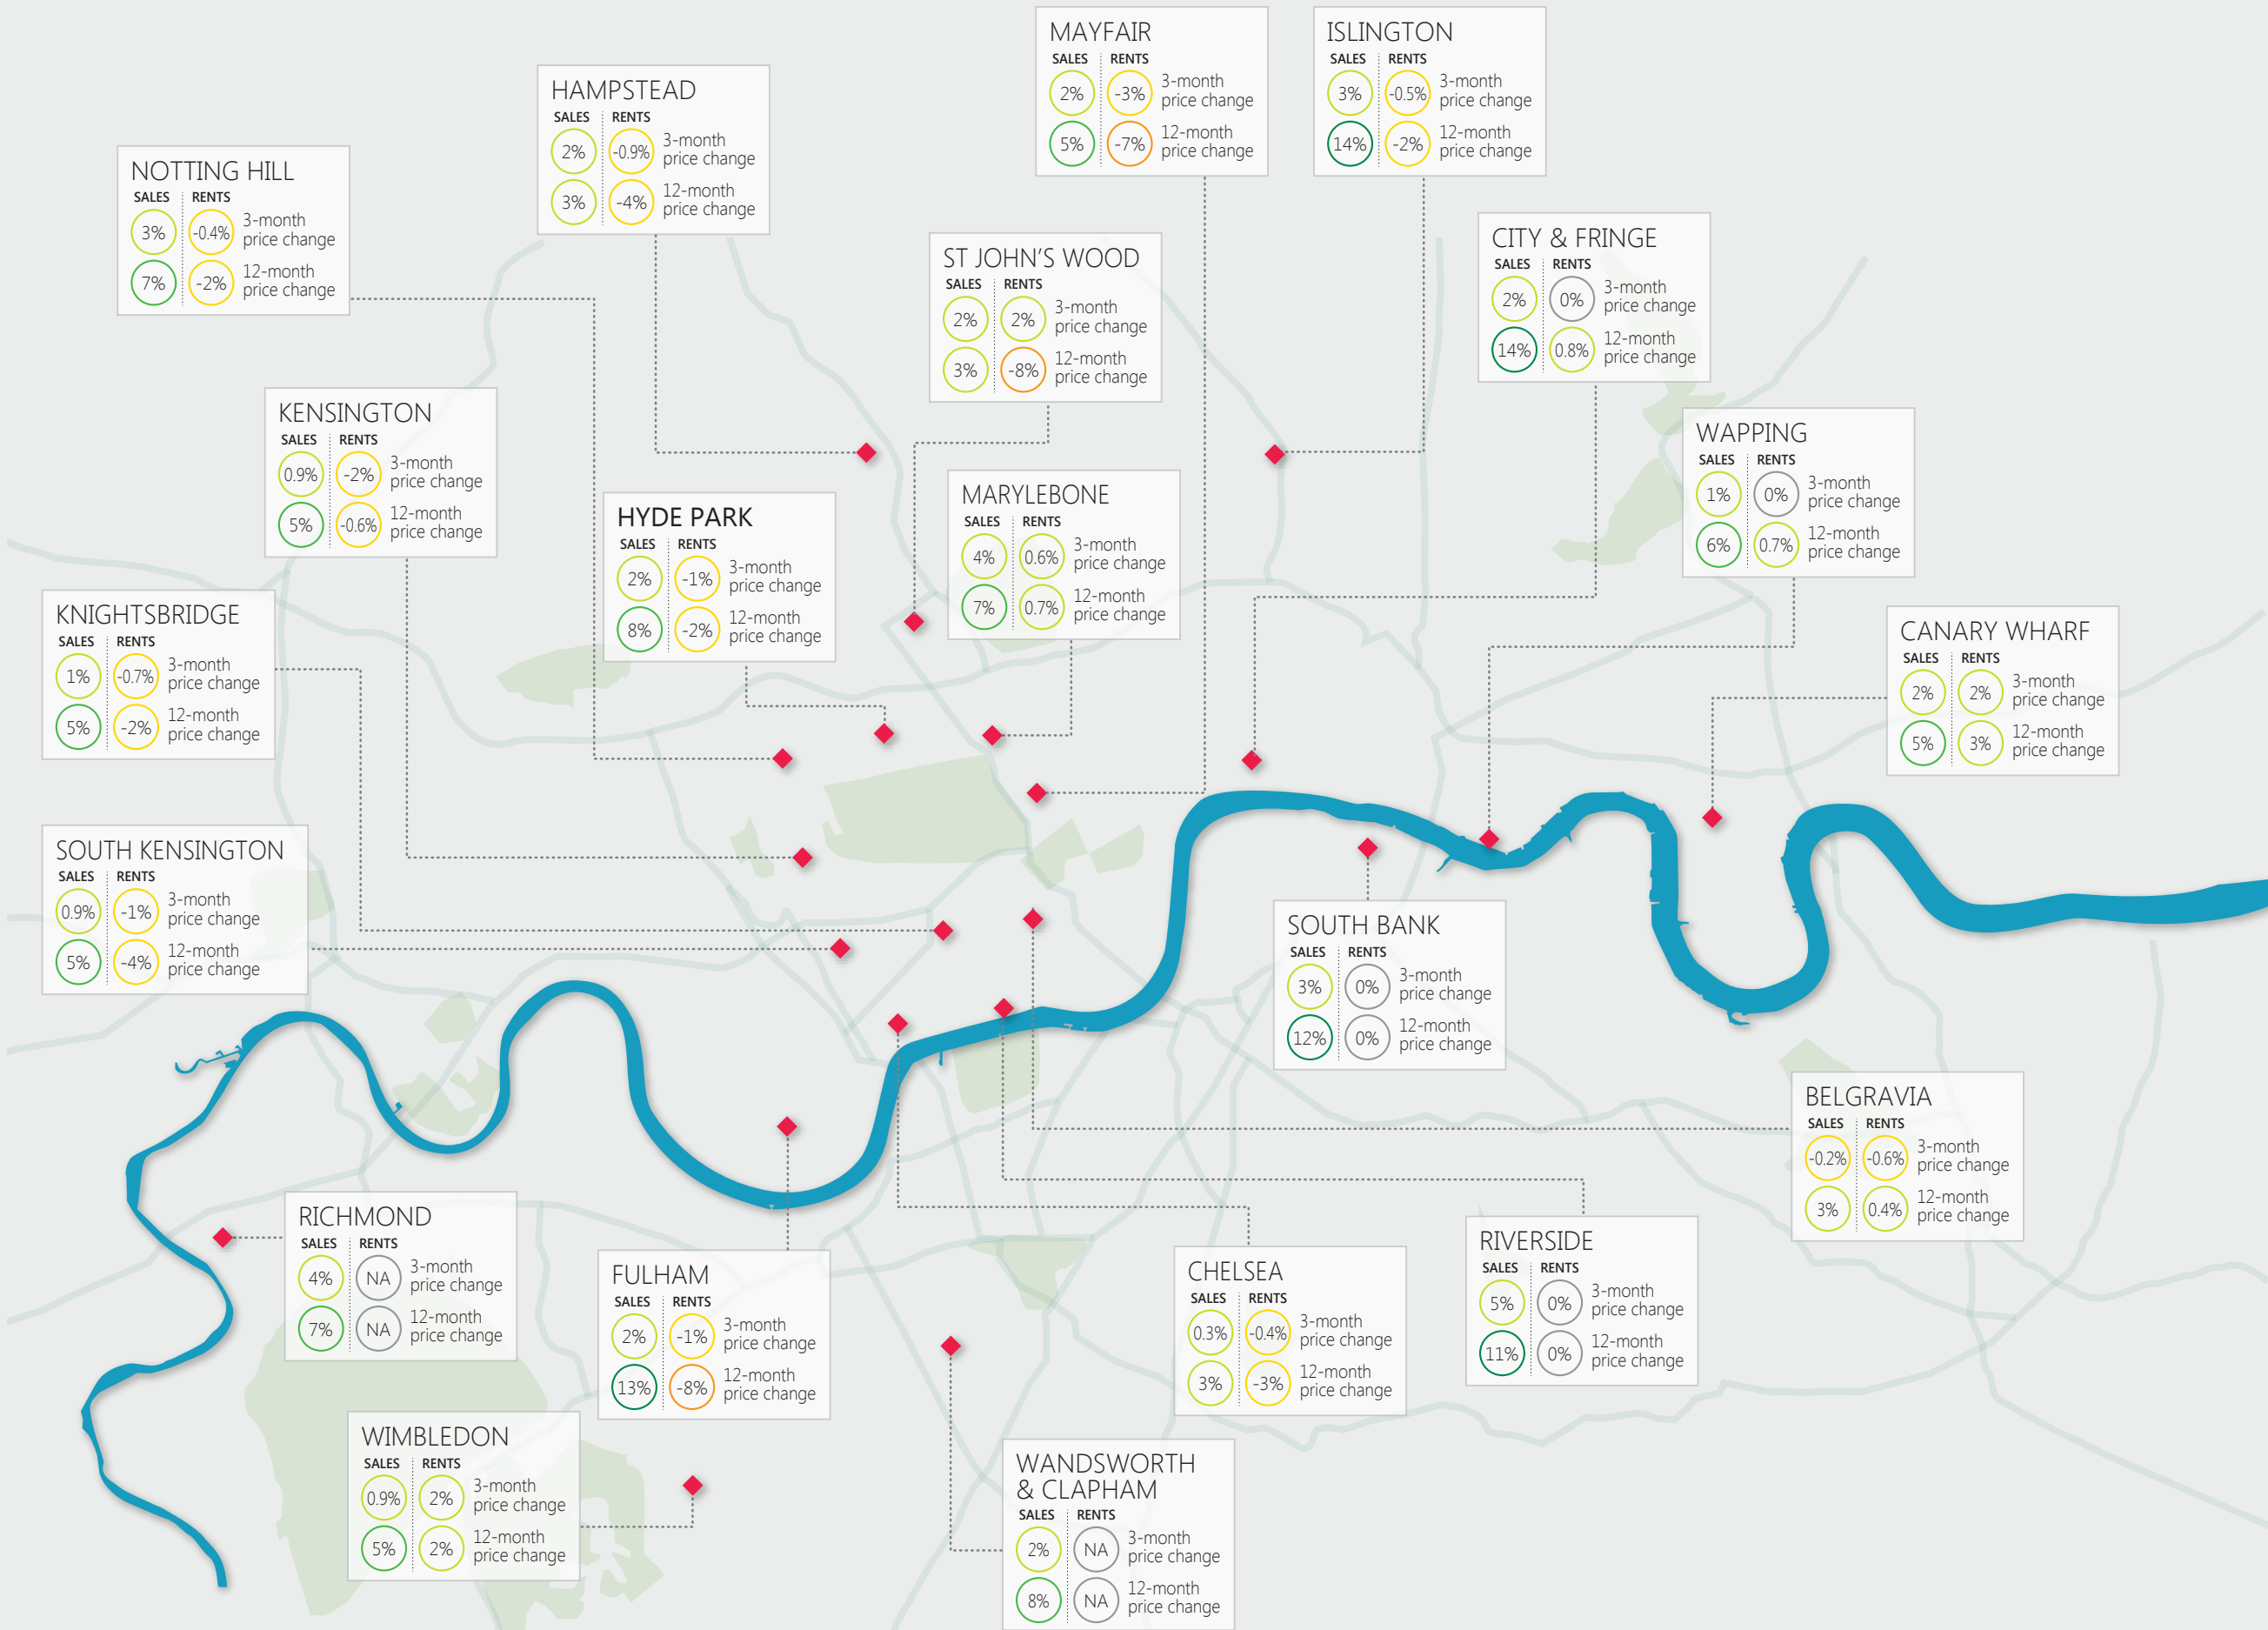 MAYFAIR
SALES RENTS
2% -3% 3-month
price change
5% -7% 12-month
price change
ISLINGTON
SALES RENTS
3% -0.5% 3-month
price change
14% -2% 12-month
price change
HAMPSTEAD
SALES RENTS
2% -0.9% 3-month
price change
3% -4% 12-month
price change
NOTTING HILL
SALES RENTS
3% -0.4% 3-month
price change
7% -2% 12-month
price change
CITY & FRINGE
SALES RENTS
2% 0% 3-month
price change
14% 0.8% 12-month
price change
ST JOHN'S WOOD
SALES RENTS
2% 2% 3-month
price change
3% -8% 12-month
price change
KENSINGTON
SALES RENTS
0.9% -2% 3-month
price change
5% -0.6% 12-month
price change
WAPPING
SALES RENTS
1% 0% 3-month
price change
6% 0.7% 12-month
price change
MARYLEBONE
SALES RENTS
4% 0.6% 3-month
price change
7% 0.7% 12-month
price change
HYDE PARK
SALES RENTS
2% -1% 3-month
price change
8% -2% 12-month
price change
KNIGHTSBRIDGE
SALES RENTS
1% -0.7% 3-month
price change
5% -2% 12-month
price change
CANARY WHARF
SALES RENTS
2% 2% 3-month
price change
5% 3% 12-month
price change
SOUTH KENSINGTON
SALES RENTS
0.9% -1% 3-month
price change
5% -4% 12-month
price change
SOUTH BANK
SALES RENTS
3% 0% 3-month
price change
12% 0% 12-month
price change
BELGRAVIA
SALES RENTS
-0.2% -0.6% 3-month
price change
3% 0.4% 12-month
price change
RICHMOND
SALES RENTS
4% NA 3-month
price change
7% NA 12-month
price change
RIVERSIDE
SALES RENTS
5% 0% 3-month
price change
11% 0% 12-month
price change
CHELSEA
SALES RENTS
0.3% -0.4% 3-month
price change
3% -3% 12-month
price change
FULHAM
SALES RENTS
2% -1% 3-month
price change
13% -8% 12-month
price change
WIMBLEDON
SALES RENTS
0.9% 2% 3-month
price change
5% 2% 12-month
price change
WANDSWORTH
& CLAPHAM
SALES RENTS
2% NA 3-month
price change
8% NA 12-month
price change